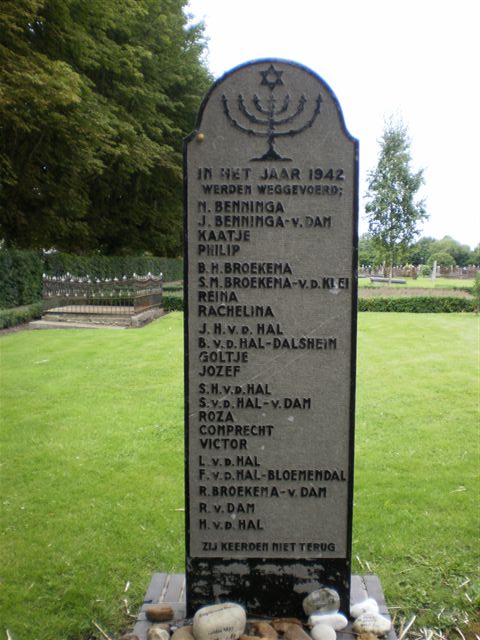 IN HET JAAR 1942
WERDEN WEGGEVOERD;
N. BENNINGA
J. BENNINGA-V. DAM
KAATJE
PHILIP
B.H. BROEKEMA
S.M. BROEKEMA-V.D. KLEI
REINA
RACHELINA
J.H. V.D. HAL
B. V.D. HAL-DALSHEIN
GOLTJE
JOZEF
S.H. V.D. HAL
S. V.D. HAL-V. DAM
ROZA
COMPRECHT
VICTOR
L. V.D. HAL
F. V.D. HAL-BLOEMENDAL
R. BROEKEMA-V. DAM
R. V. DAM
H. V.D. HAL
ZIJ KEERDEN NIET TERUG